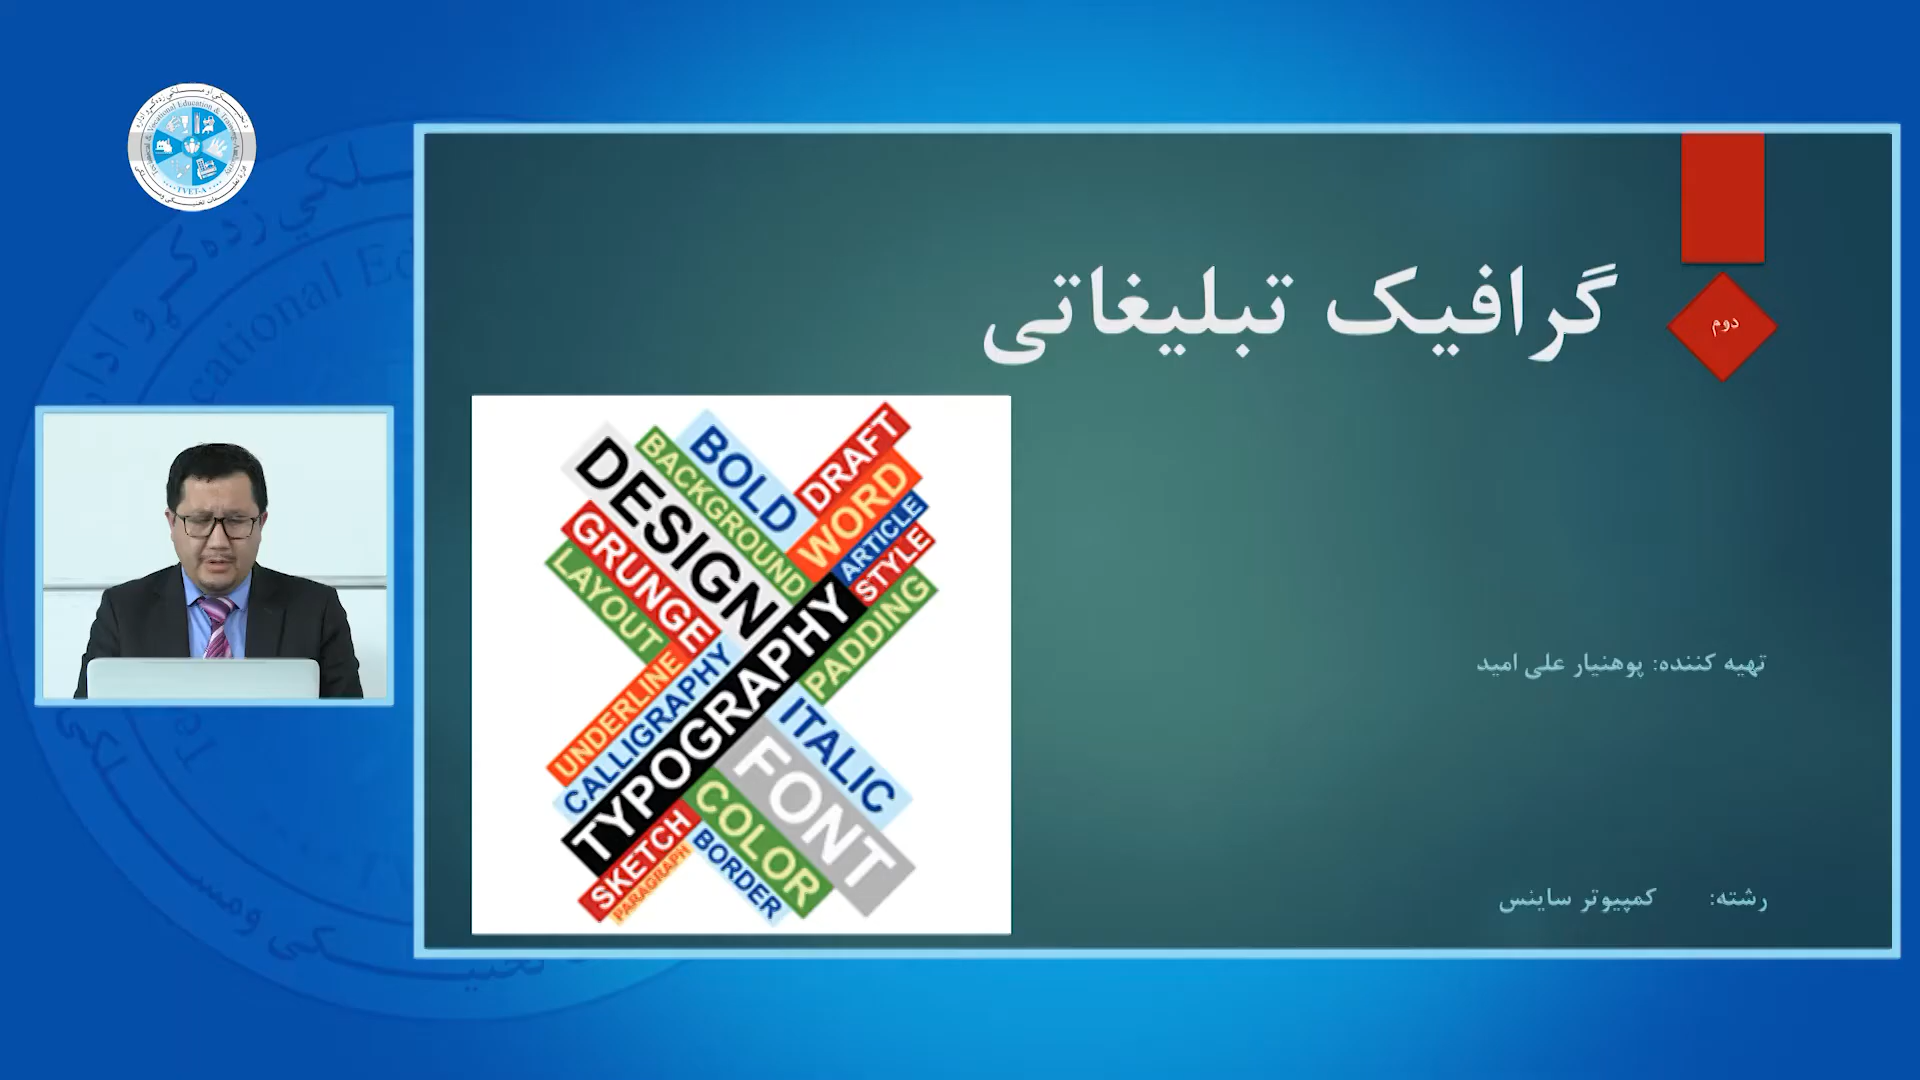 گرافیک تبلیغاتی
دوم
DRAFT
WORD
ARTICLE
STYLE
PADDING
BOLD
BACKGROUND
DESIGN
GRUNGE
LAYOUT
UNDERLINE
CALLIGRAPHY
TYPOGRAPHY
ITALIC
FONT
COLOR
BORDER
SKETCH
PARAGRAPH
تهیه کننده: پوهنیار علی امید
رشته: کمپیوتر ساینس
TVET-A